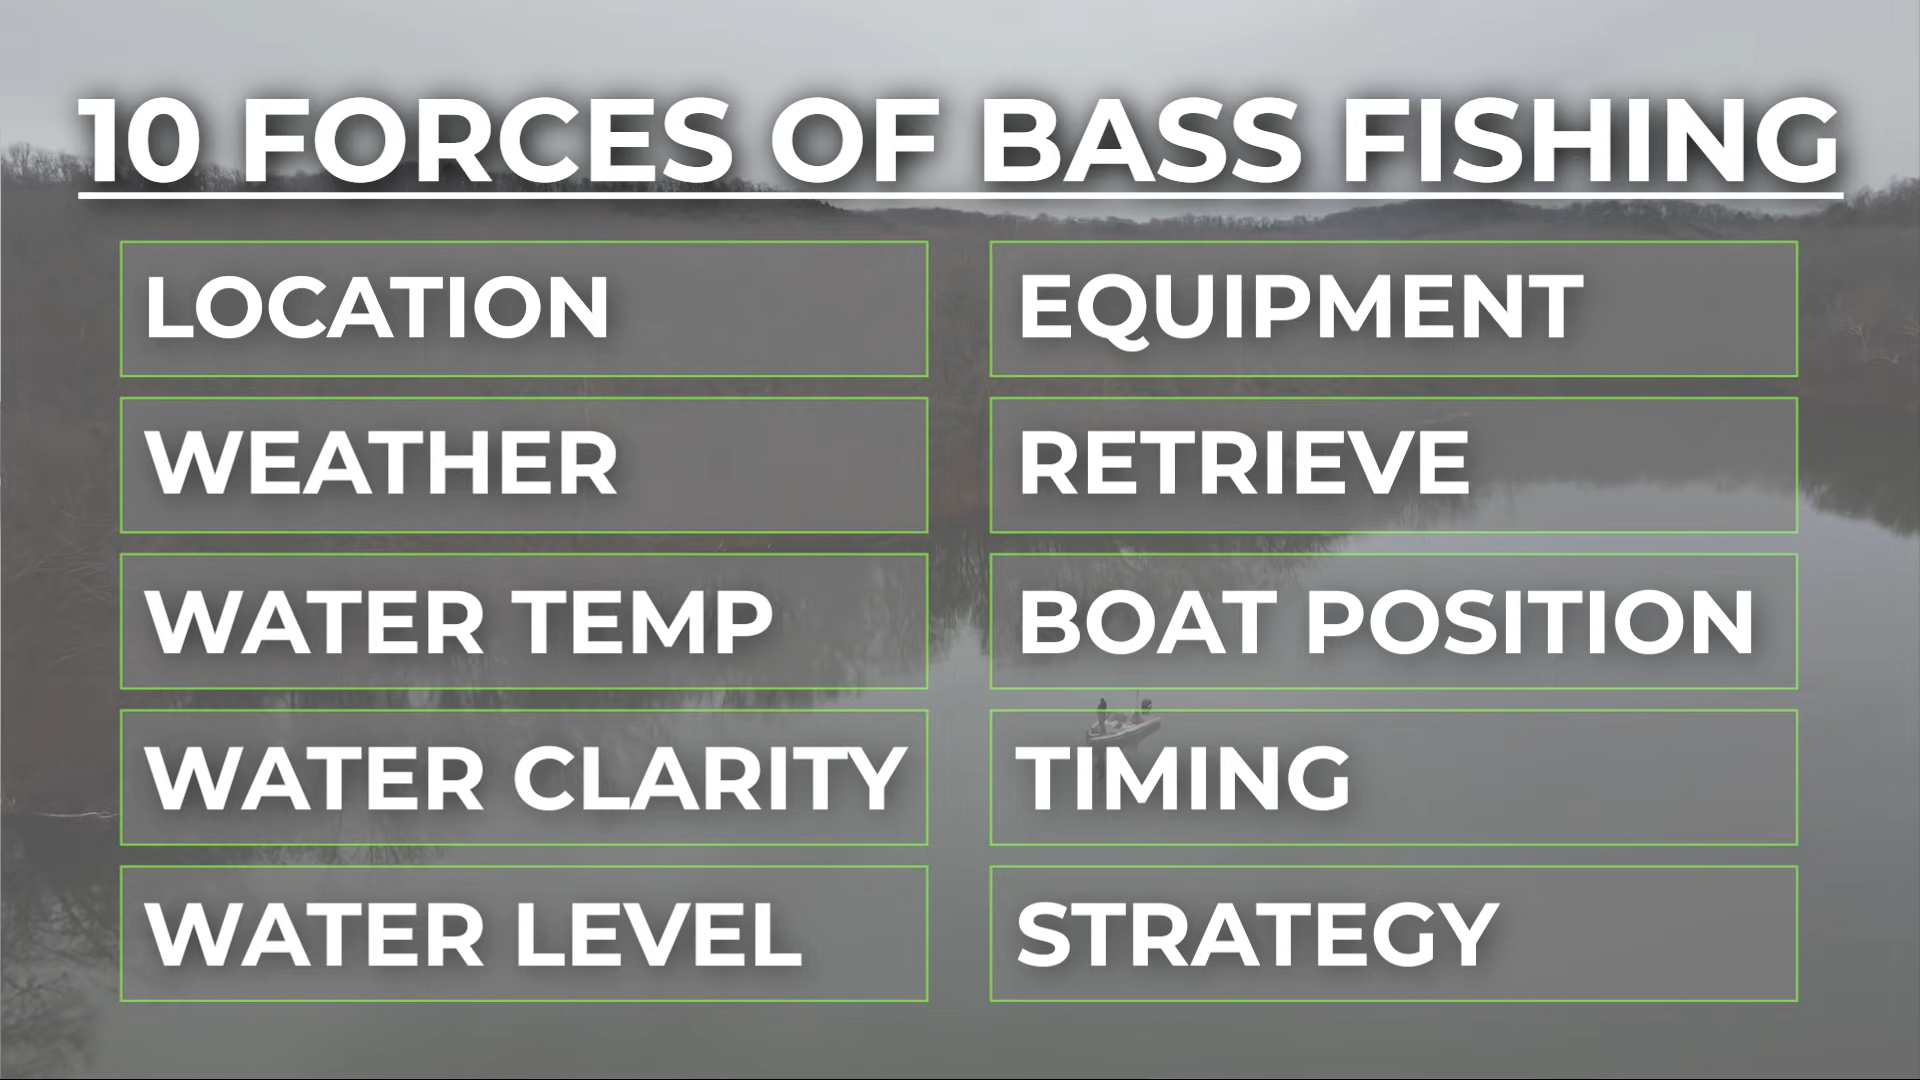 10 FORCES OF BASS FISHING
LOCATION
WEATHER
WATER TEMP
WATER CLARITY
WATER LEVEL
EQUIPMENT
RETRIEVE
BOAT POSITION
TIMING
STRATEGY